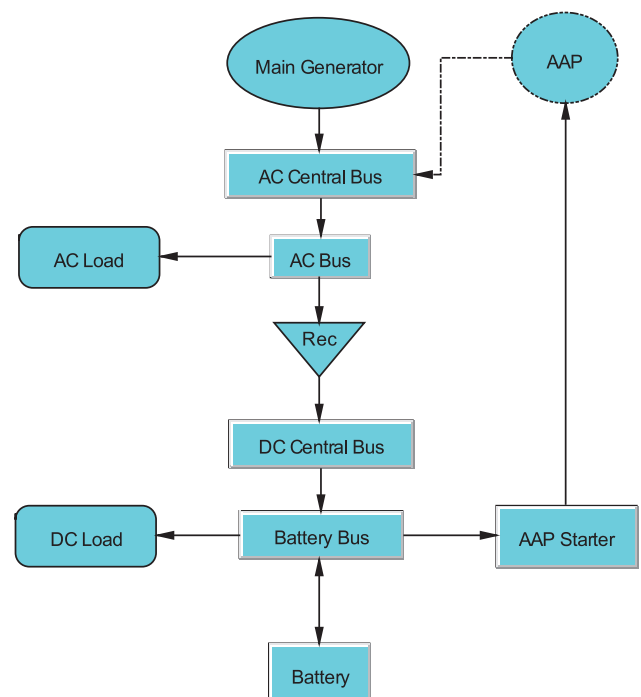 Main Generator
AAP
AC Central Bus
AC Load
AC Bus
Rec
DC Central Bus
DC Load
Battery Bus
AAP Starter
Battery